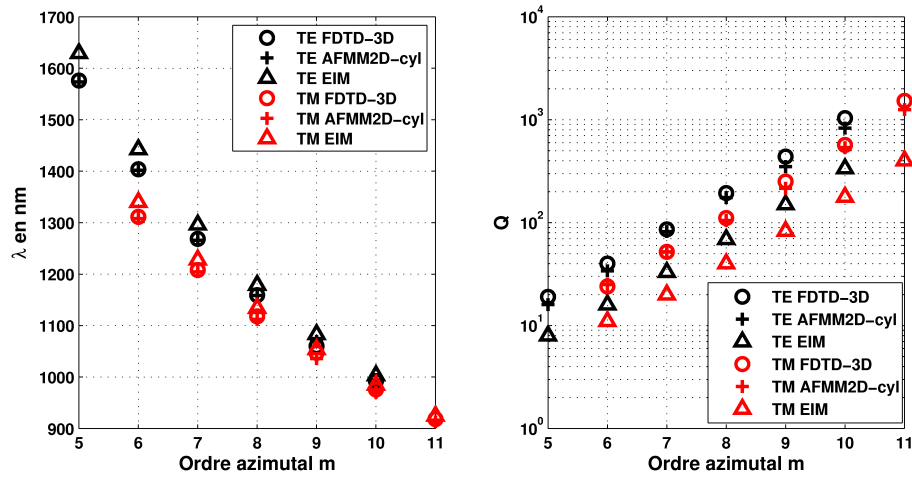 1700
1600
1500
1400
1300
1200
1100
1000
900
λ en nm
5 6 7 8 9 10 11
Ordre azimutal m
TE FDTD-3D
TE AFMM2D-cyl
TE EIM
TM FDTD-3D
TM AFMM2D-cyl
TM EIM
10^4
10^3
10^2
10^1
10^0
Q
5 6 7 8 9 10 11
Ordre azimutal m
TE FDTD-3D
TE AFMM2D-cyl
TE EIM
TM FDTD-3D
TM AFMM2D-cyl
TM EIM